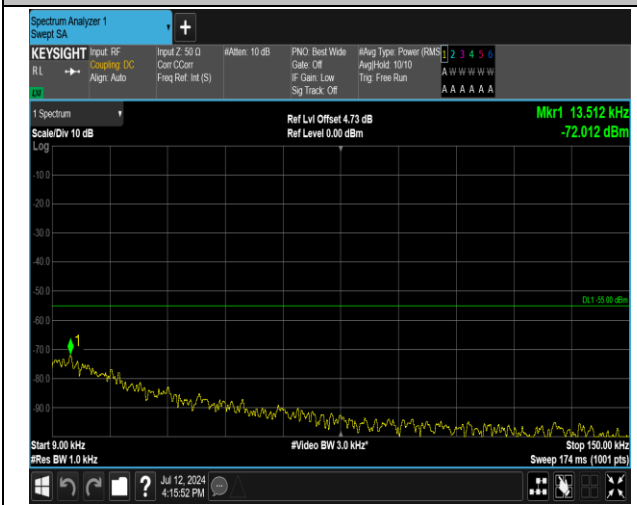 Spectrum Analyzer 1
Swept SA
+
KEYSIGHT Input: RF Input Z: 50 Ω #Atten: 10 dB PNO: Best Wide #Avg Type: Power (RMS 1 2 3 4 5 6
RL Coupling: DC Corr CCorr Gate: Off Avg|Hold: 10/10 A W W W W W
Align: Auto Freq Ref: Int (S) IF Gain: Low Trig: Free Run
Sig Track: Off A A A A A A
1 Spectrum Ref Lvl Offset 4.73 dB Mkr1 13.512 kHz
Scale/Div 10 dB Ref Level 0.00 dBm -72.012 dBm
Log
-10.0
-20.0
-30.0
-40.0
-50.0
DL1 -55.00 dBm
-60.0
1
-70.0
-80.0
-90.0
Start 9.00 kHz #Video BW 3.0 kHz* Stop 150.00 kHz
#Res BW 1.0 kHz Sweep 174 ms (1001 pts)
? Jul 12, 2024
4:15:52 PM